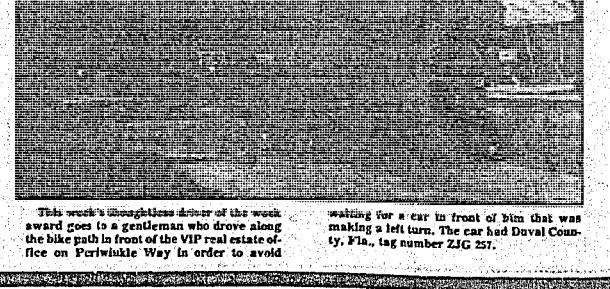 This week's thoughtless driver of the week
award goes to a gentleman who drove along
the bike path in front of the VIP real estate of-
fice on Periwinkle Way in order to avoid
waiting for a car in front of him that was
making a left turn. The car had Duval Coun-
ty, Fla., tag number ZJG 257.